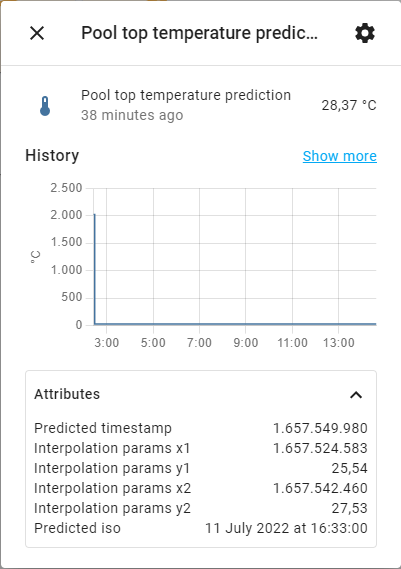 Pool top temperature predic...
Pool top temperature prediction
38 minutes ago
28,37 °C
History
Show more
2.500
2.000
1.500
1.000
500
0
°C
3:00 5:00 7:00 9:00 11:00 13:00
Attributes
Predicted timestamp 1.657.549.980
Interpolation params x1 1.657.524.583
Interpolation params y1 25,54
Interpolation params x2 1.657.542.460
Interpolation params y2 27,53
Predicted iso 11 July 2022 at 16:33:00